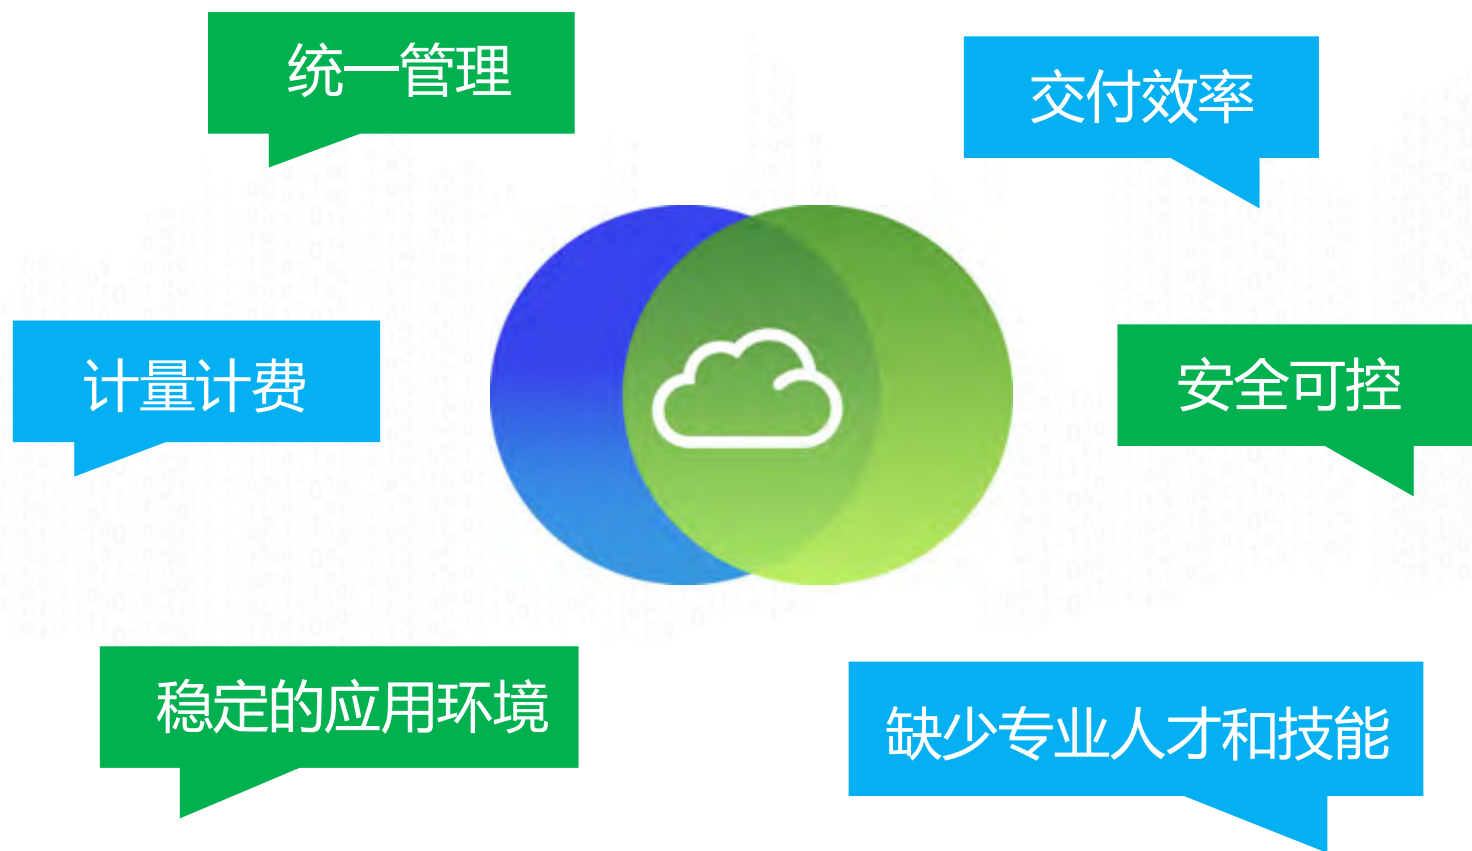 统一管理
交付效率
计量计费
安全可控
稳定的应用环境
缺少专业人才和技能